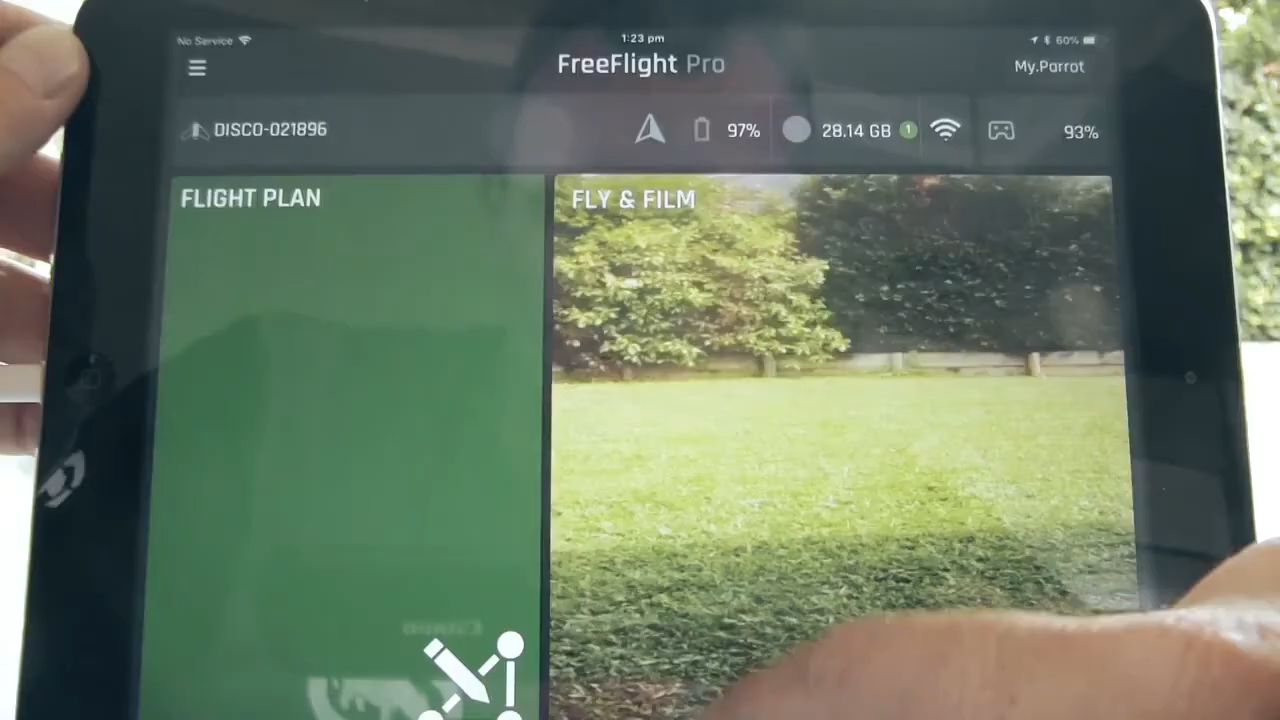 No Service
1:23 pm
60%
FreeFlight Pro
My.Parrot
DISCO-021896
97%
28.14 GB
1
93%
FLIGHT PLAN
FLY & FILM